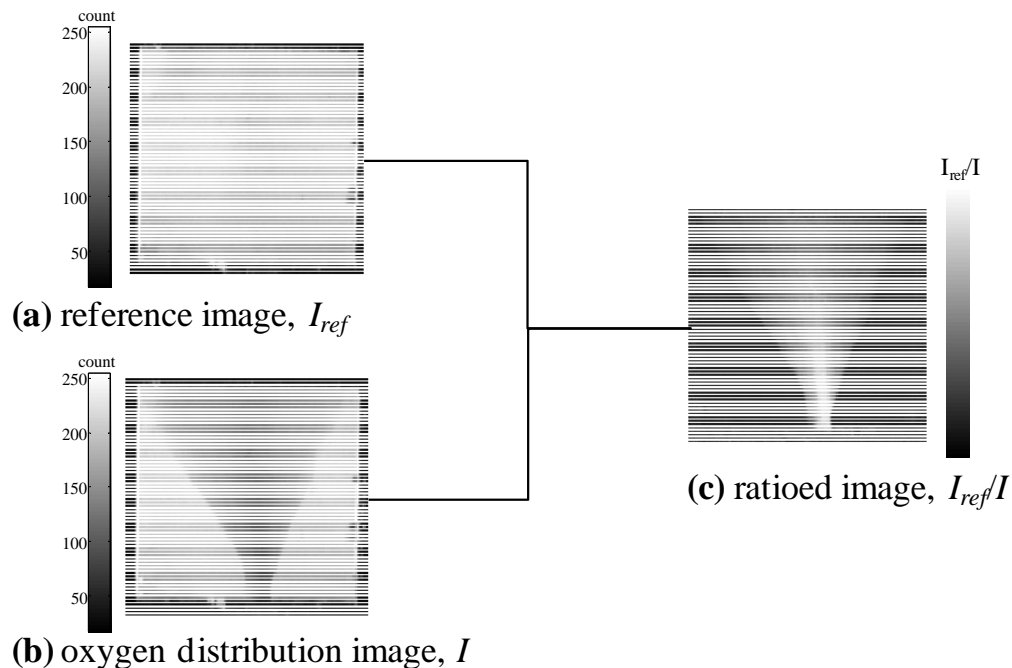 count
250
200
150
100
50
(a) reference image, I_ref
count
250
200
150
100
50
(b) oxygen distribution image, I
I_ref/I
(c) ratioed image, I_ref/I